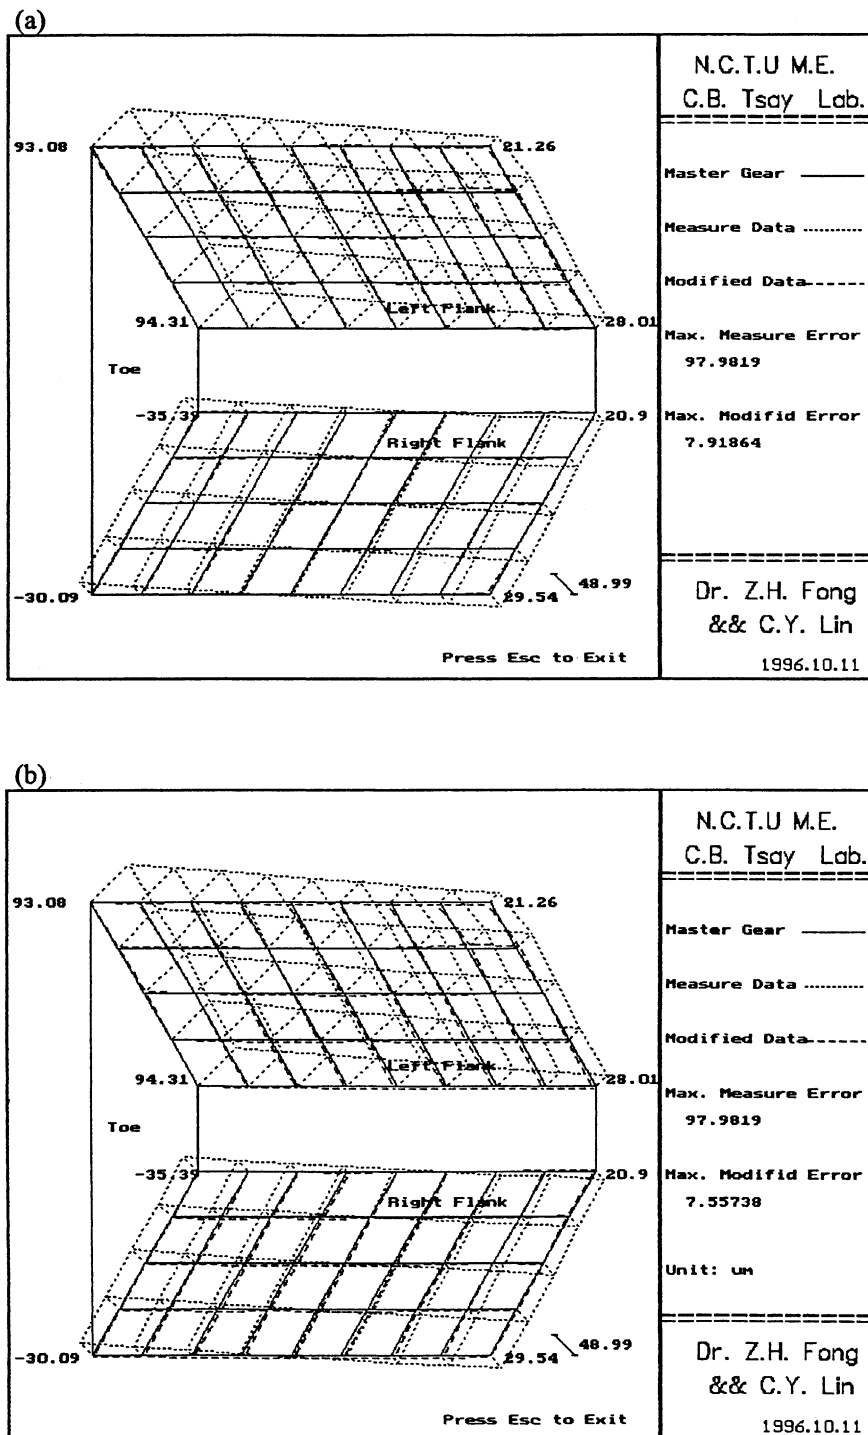 (a)
N.C.T.U M.E.
C.B. Tsay Lab.
93.08
21.26
Master Gear
Measure Data
Modified Data
Left Flank
94.31
28.01
Max. Measure Error
97.9819
Toe
-35.39
20.9
Max. Modifid Error
Right Flank
7.91864
-30.09
29.54
48.99
Dr. Z.H. Fong
&& C.Y. Lin
Press Esc to Exit
1996.10.11
(b)
N.C.T.U M.E.
C.B. Tsay Lab.
93.08
21.26
Master Gear
Measure Data
Modified Data
Left Flank
94.31
28.01
Max. Measure Error
97.9819
Toe
-35.39
20.9
Max. Modifid Error
Right Flank
7.55738
Unit: um
-30.09
29.54
48.99
Dr. Z.H. Fong
&& C.Y. Lin
Press Esc to Exit
1996.10.11